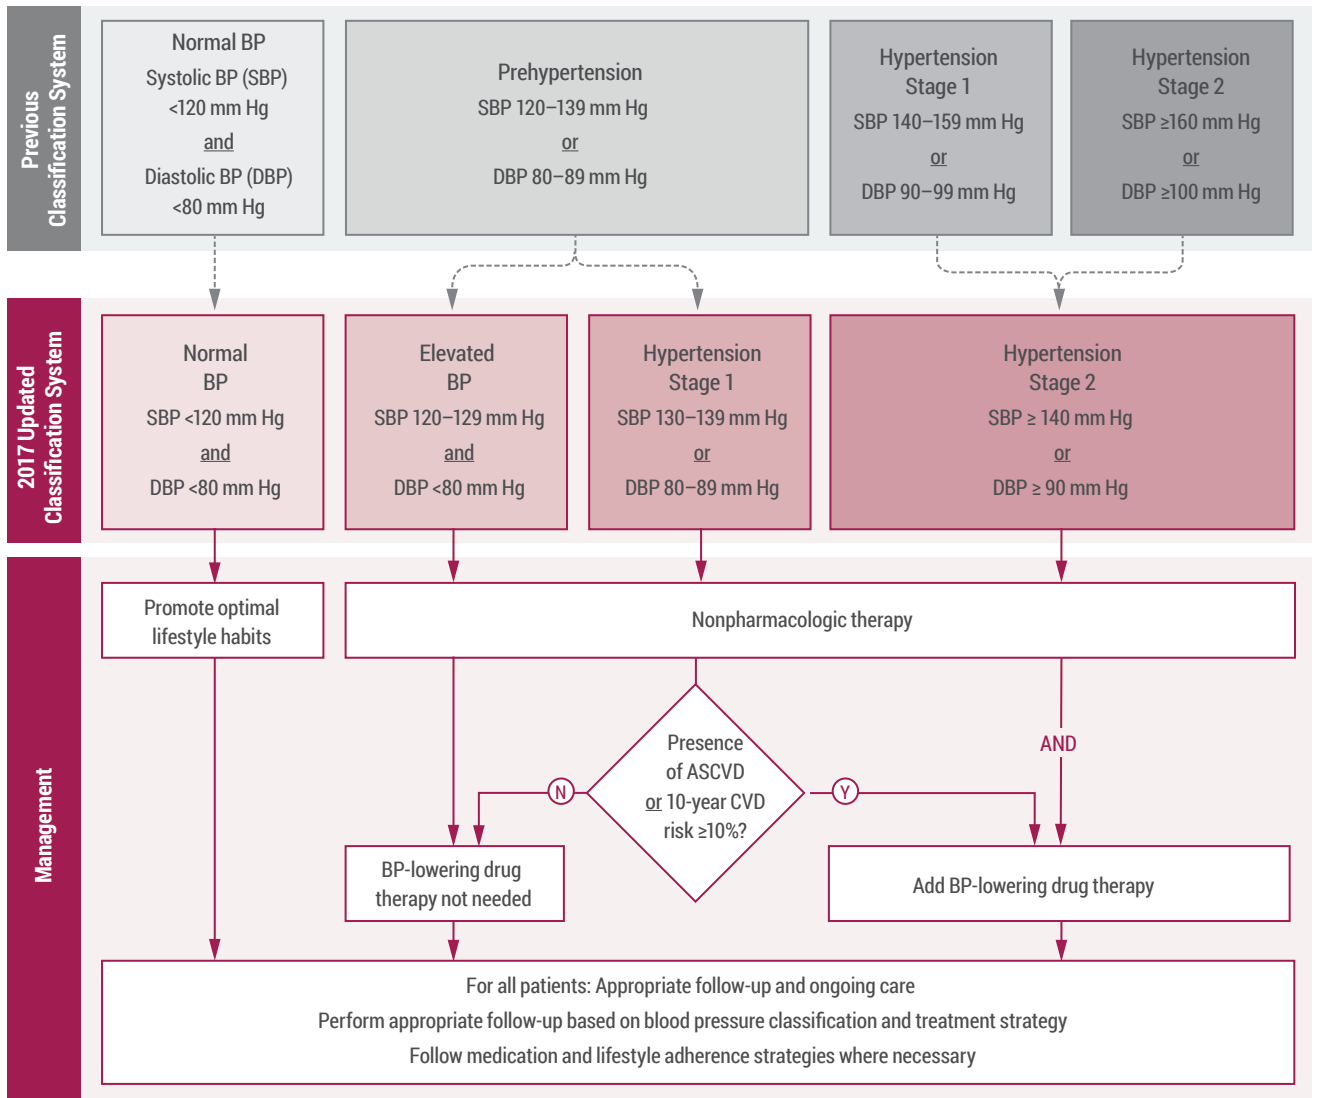 Previous
Classification System
Normal BP
Systolic BP (SBP)
<120 mm Hg
and
Diastolic BP (DBP)
<80 mm Hg
Prehypertension
SBP 120–139 mm Hg
or
DBP 80–89 mm Hg
Hypertension
Stage 1
SBP 140–159 mm Hg
or
DBP 90–99 mm Hg
Hypertension
Stage 2
SBP ≥160 mm Hg
or
DBP ≥100 mm Hg
2017 Updated
Classification System
Normal
BP
SBP <120 mm Hg
and
DBP <80 mm Hg
Elevated
BP
SBP 120–129 mm Hg
and
DBP <80 mm Hg
Hypertension
Stage 1
SBP 130–139 mm Hg
or
DBP 80–89 mm Hg
Hypertension
Stage 2
SBP ≥ 140 mm Hg
or
DBP ≥ 90 mm Hg
Management
Promote optimal
lifestyle habits
Nonpharmacologic therapy
Presence
of ASCVD
or 10-year CVD
risk ≥10%?
N
Y
AND
BP-lowering drug
therapy not needed
Add BP-lowering drug therapy
For all patients: Appropriate follow-up and ongoing care
Perform appropriate follow-up based on blood pressure classification and treatment strategy
Follow medication and lifestyle adherence strategies where necessary